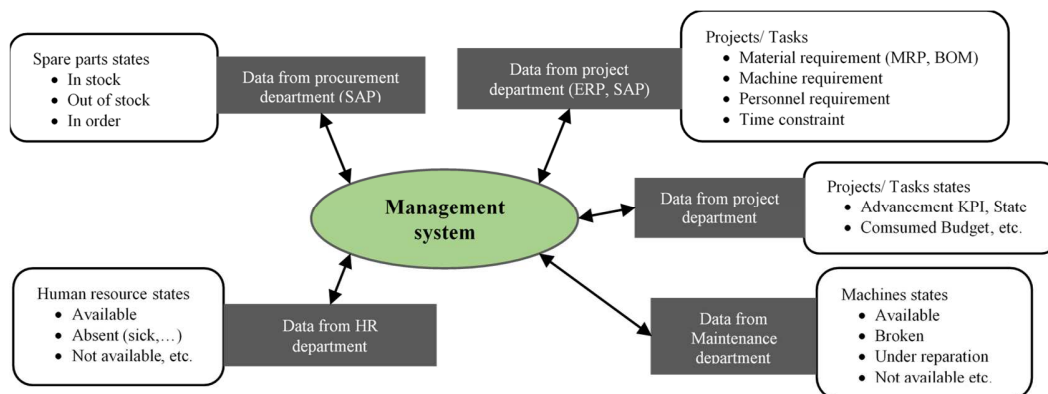 Spare parts states
• In stock
• Out of stock
• In order
Data from procurement
department (SAP)
Data from project
department (ERP, SAP)
Projects/ Tasks
• Material requirement (MRP, BOM)
• Machine requirement
• Personnel requirement
• Time constraint
Management
system
Data from project
department
Projects/ Tasks states
• Advancement KPI, State
• Comsumed Budget, etc.
Human resource states
• Available
• Absent (sick,…)
• Not available, etc.
Data from HR
department
Data from
Maintenance
department
Machines states
• Available
• Broken
• Under reparation
• Not available etc.